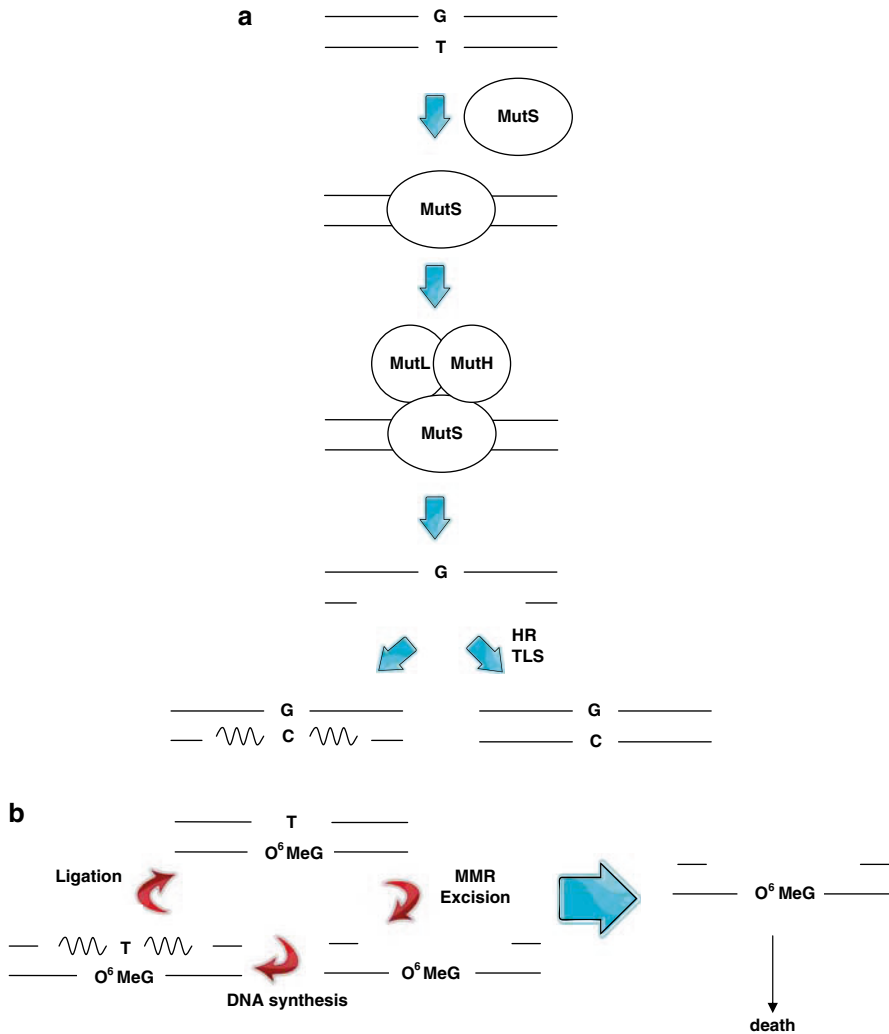 a
G
T
MutS
MutS
MutL MutH
MutS
G
HR
TLS
G G
C C
b
T
O⁶MeG
Ligation
MMR
Excision
O⁶MeG
T
O⁶MeG O⁶MeG
DNA synthesis
death